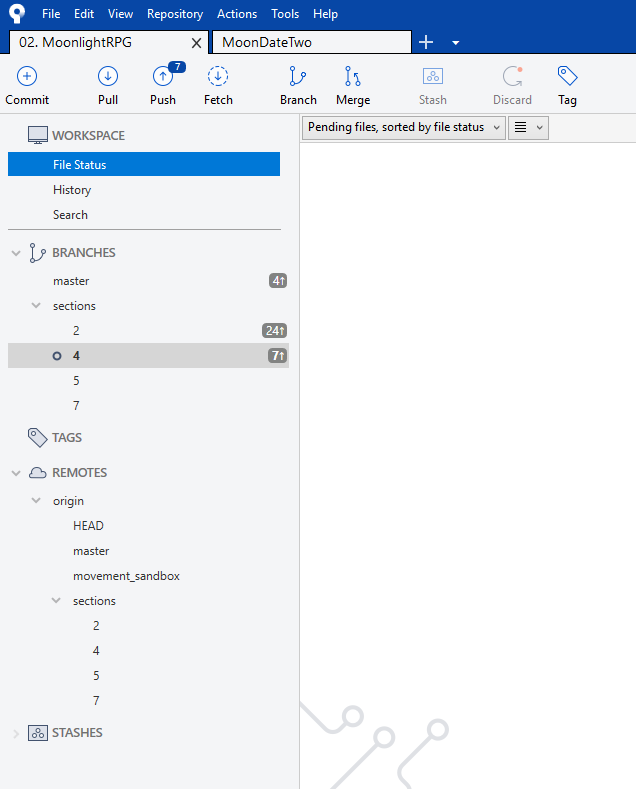 File Edit View Repository Actions Tools Help
02. MoonlightRPG MoonDateTwo
7
Commit Pull Push Fetch Branch Merge Stash Discard Tag
Pending files, sorted by file status
WORKSPACE
File Status
History
Search
BRANCHES
master 4↑
sections
2 24↑
4 7↑
5
7
TAGS
REMOTES
origin
HEAD
master
movement_sandbox
sections
2
4
5
7
STASHES